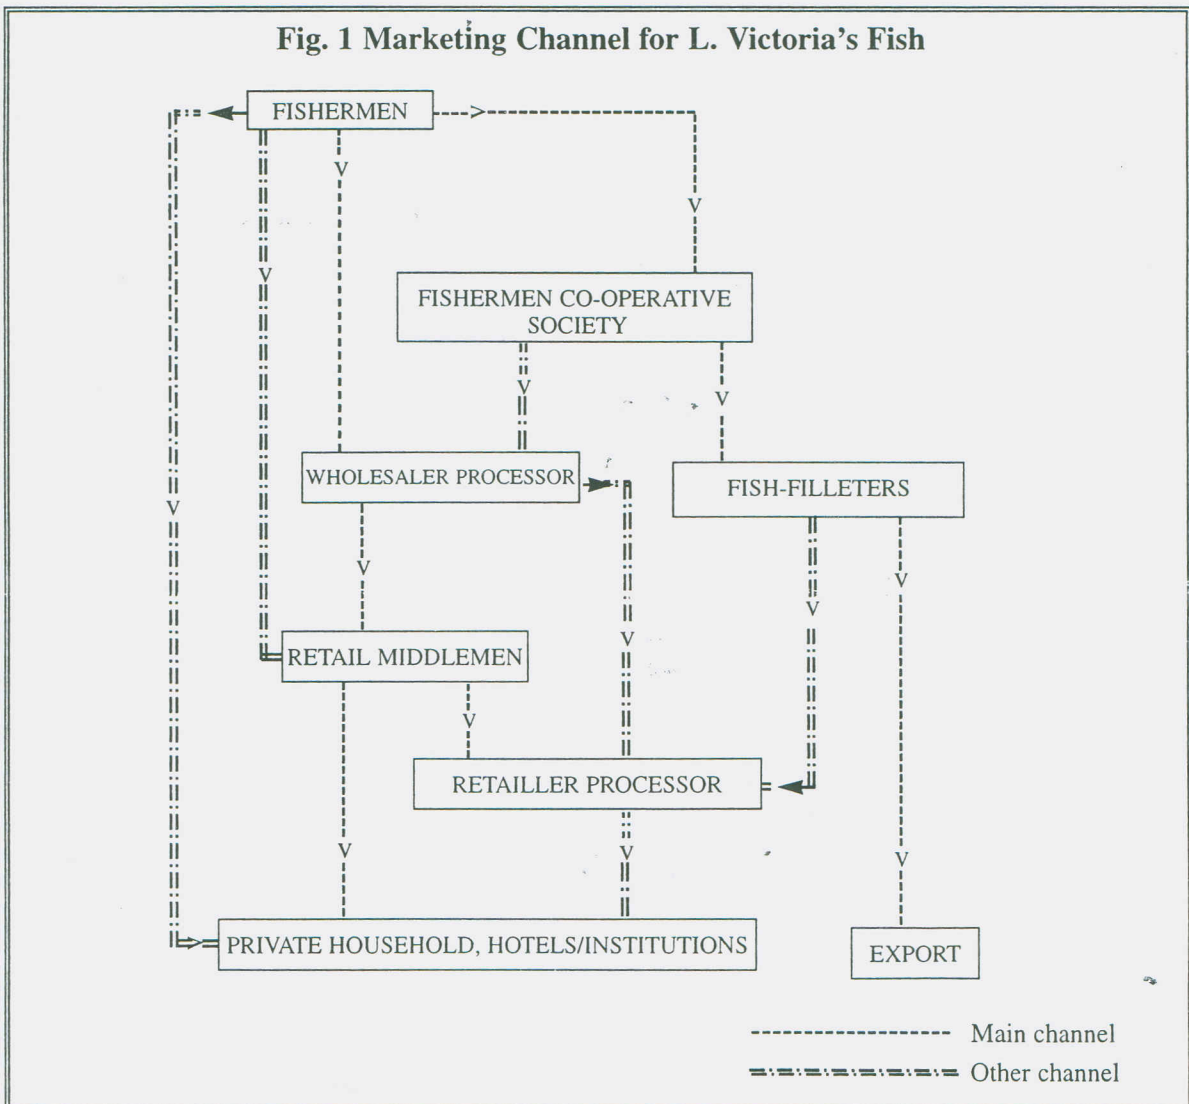 Fig. 1 Marketing Channel for L. Victoria's Fish
FISHERMEN
FISHERMEN CO-OPERATIVE
SOCIETY
WHOLESALER PROCESSOR
FISH-FILLETERS
RETAIL MIDDLEMEN
RETAILLER PROCESSOR
PRIVATE HOUSEHOLD, HOTELS/INSTITUTIONS
EXPORT
Main channel
Other channel